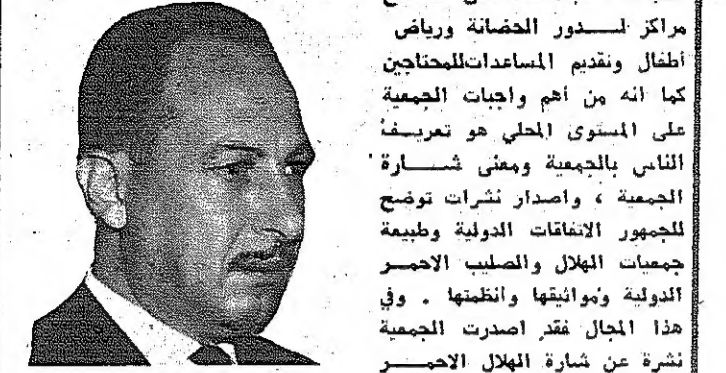 مراكز لـــدور الحضانة ورياض
أطفال وتقديم المساعدات للمحتاجين
كما انه من أهم واجبات الجمعية
على المستوى المحلي هو تعريــف
الناس بالجمعية ومعنى شـــارة
الجمعية ، واصدار نشرات توضح
للجمهور الاتفاقات الدولية وطبيعة
جمعيات الهلال والصليب الاحمــر
الدولية ومواثيقها وانظمتها . وفي
هذا المجال فقد اصدرت الجمعية
نشرة عن شارة الهلال الاحمـــر